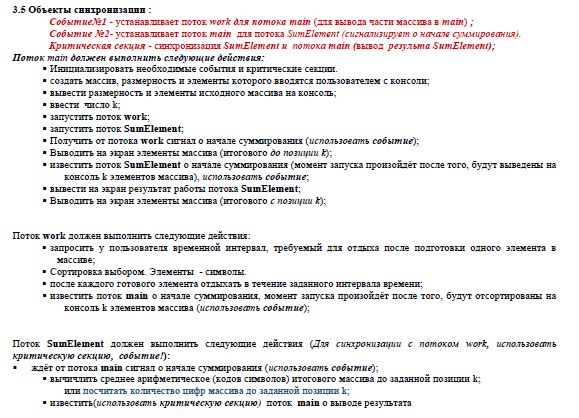 3.5 Объекты синхронизации :
Событие№1 - устанавливает поток work для потока main (для вывода части массива в main) ;
Событие №2- устанавливает поток main для потока SumElement (сигнализирует о начале суммирования).
Критическая секция - синхронизация SumElement и потока main (вывод результа SumElement);
Поток main должен выполнить следующие действия:
▪ Инициализировать необходимые события и критические секции.
▪ создать массив, размерность и элементы которого вводятся пользователем с консоли;
▪ вывести размерность и элементы исходного массива на консоль;
▪ ввести число k;
▪ запустить поток work;
▪ запустить поток SumElement;
▪ Получить от потока work сигнал о начале суммирования (использовать событие);
▪ Выводить на экран элементы массива (итогового до позиции k);
▪ известить поток SumElement о начале суммирования (момент запуска произойдёт после того, будут выведены на
консоль k элементов массива), использовать событие;
▪ вывести на экран результат работы потока SumElement;
▪ Выводить на экран элементы массива (итогового с позиции k);
Поток work должен выполнить следующие действия:
▪ запросить у пользователя временной интервал, требуемый для отдыха после подготовки одного элемента в
массиве;
▪ Сортировка выбором. Элементы - символы.
▪ после каждого готового элемента отдыхать в течение заданного интервала времени;
▪ известить поток main о начале суммирования, момент запуска произойдёт после того, будут отсортированы на
консоль k элементов массива (использовать событие);
Поток SumElement должен выполнить следующие действия (Для синхронизации с потоком work, использовать
критическую секцию, событие!):
▪ ждёт от потока main сигнал о начале суммирования (использовать событие);
▪ вычичлить среднее арифметическое (кодов символов) итогового массива до заданной позиции k;
или посчитать количество цифр массива до заданной позиции k;
▪ известить(использовать критическую секцию) поток main о выводе результата